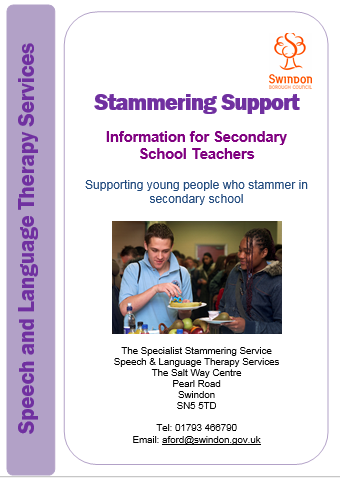 Speech and Language Therapy Services
Swindon
BOROUGH COUNCIL
Stammering Support
Information for Secondary
School Teachers
Supporting young people who stammer in
secondary school
The Specialist Stammering Service
Speech & Language Therapy Services
The Salt Way Centre
Pearl Road
Swindon
SN5 5TD
Tel: 01793 466790
Email: aford@swindon.gov.uk